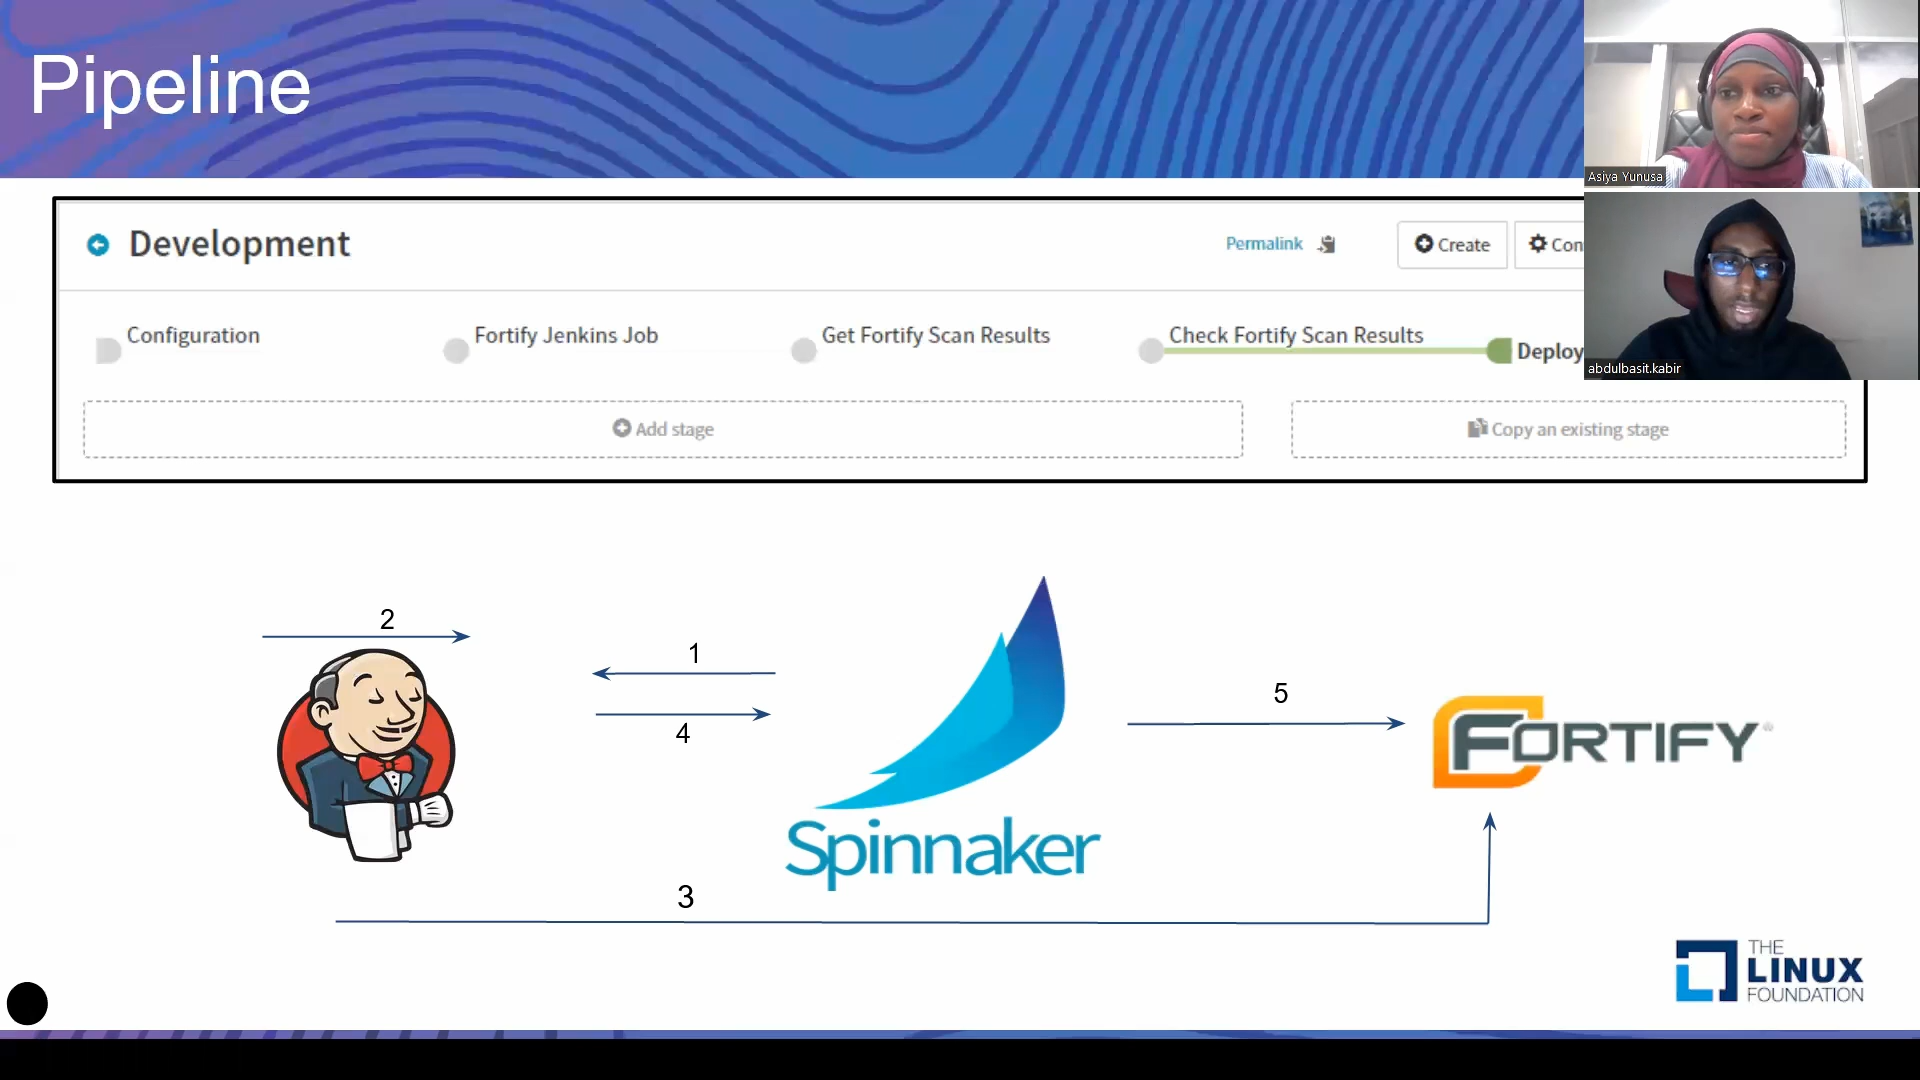 Pipeline
Asiya Yunusa
Development
Permalink
Create
Con
abdulbasit.kabir
Configuration
Fortify Jenkins Job
Get Fortify Scan Results
Check Fortify Scan Results
Deploy
Add stage
Copy an existing stage
2
1
4
5
FORTIFY®
Spinnaker
3
THE
LINUX
FOUNDATION